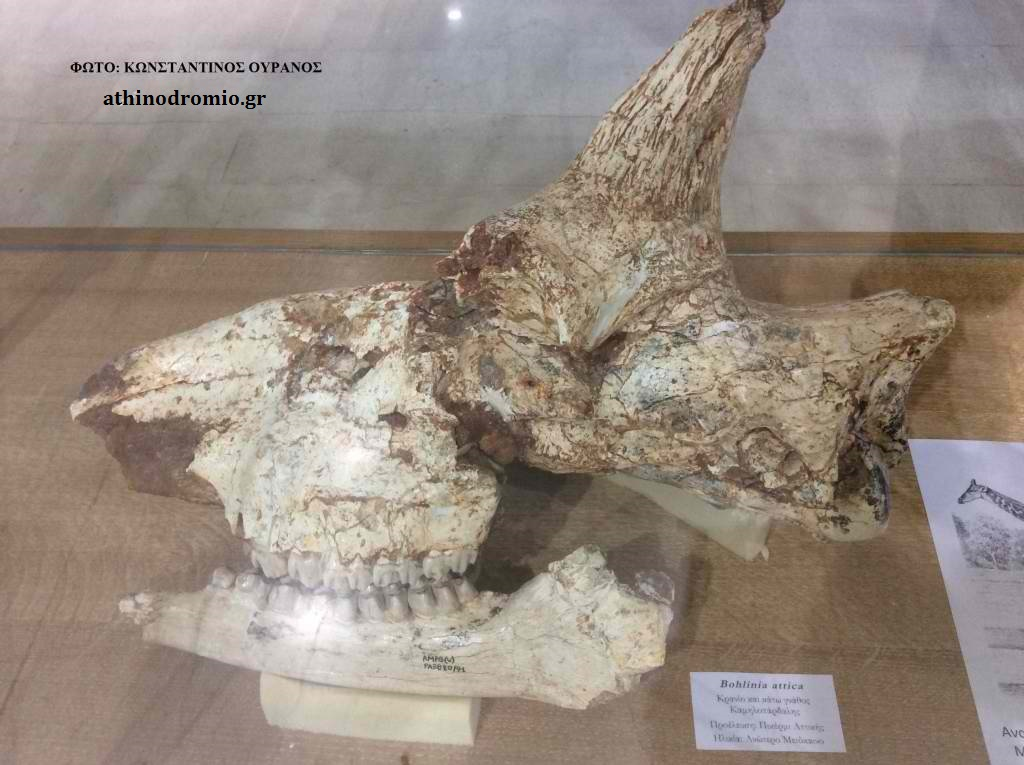 ΦΩΤΟ: ΚΩΝΣΤΑΝΤΙΝΟΣ ΟΥΡΑΝΟΣ
athinodromio.gr
Bohlinia attica
Κρανίο και κάτω γνάθος
Καμηλοπάρδαλης
Προέλευση: Πικέρμι Αττικής
Ηλικία: Ανώτερο Μειόκαινο